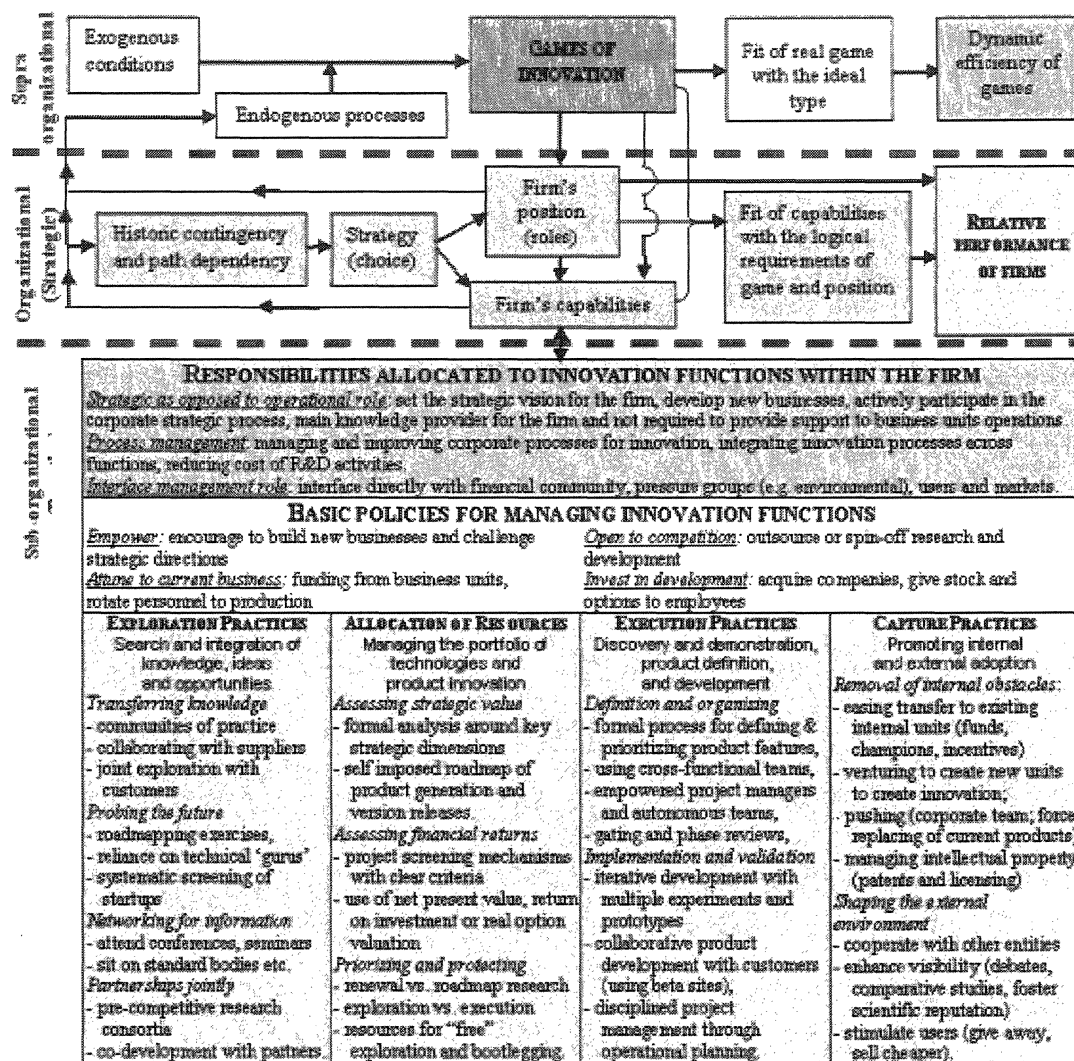 Supra
organizational
Exogenous
conditions
Endogenous processes
GAMES OF
INNOVATION
Fit of real game
with the ideal
type
Dynamic
efficiency of
games
Organizational
(Strategic)
Historic contingency
and path dependency
Strategy
(choice)
Firm's
position
(roles)
Firm's capabilities
Fit of capabilities
with the logical
requirements of
game and position
RELATIVE
PERFORMANCE
OF FIRMS
Sub-organizational
RESPONSIBILITIES ALLOCATED TO INNOVATION FUNCTIONS WITHIN THE FIRM
Strategic as opposed to operational role: set the strategic vision for the firm, develop new businesses, actively participate in the
corporate strategic process, main knowledge provider for the firm and not required to provide support to business units operations
Process management: managing and improving corporate processes for innovation, integrating innovation processes across
functions, reducing cost of R&D activities.
Interface management role: interface directly with financial community, pressure groups (e.g. environmental), users and markets.
BASIC POLICIES FOR MANAGING INNOVATION FUNCTIONS
Empower: encourage to build new businesses and challenge
strategic directions
Attune to current business: funding from business units,
rotate personnel to production
Open to competition: outsource or spin-off research and
development
Invest in development: acquire companies, give stock and
options to employees
EXPLORATION PRACTICES
Search and integration of
knowledge, ideas
and opportunities
Transferring knowledge
- communities of practice
- collaborating with suppliers
- joint exploration with
customers
Probing the future
- roadmapping exercises,
- reliance on technical 'gurus'
- systematic screening of
startups
Networking for information
- attend conferences, seminars
- sit on standard bodies etc.
Partnerships jointly
- pre-competitive research
consortia
- co-development with partners
ALLOCATION OF RESOURCES
Managing the portfolio of
technologies and
product innovation
Assessing strategic value
- formal analysis around key
strategic dimensions
- self imposed roadmap of
product generation and
version releases.
Assessing financial returns
- project screening mechanisms
with clear criteria
- use of net present value, return
on investment or real option
valuation
Priorizing and protecting
- renewal vs. roadmap research
- exploration vs. execution
- resources for "free"
exploration and bootlegging
EXECUTION PRACTICES
Discovery and demonstration,
product definition,
and development
Definition and organizing
- formal process for defining &
prioritizing product features,
- using cross-functional teams,
- empowered project managers
and autonomous teams,
- gating and phase reviews,
Implementation and validation
- iterative development with
multiple experiments and
prototypes
- collaborative product
development with customers
(using beta sites),
- disciplined project
management through
operational planning
CAPTURE PRACTICES
Promoting internal
and external adoption
Removal of internal obstacles:
- easing transfer to existing
internal units (funds,
champions, incentives)
- venturing to create new units
to create innovation;
- pushing (corporate team; force
replacing of current products)
- managing intellectual property
(patents and licensing)
Shaping the external
environment
- cooperate with other entities
- enhance visibility (debates,
comparative studies, foster
scientific reputation)
- stimulate users (give-away,
sell cheaper).